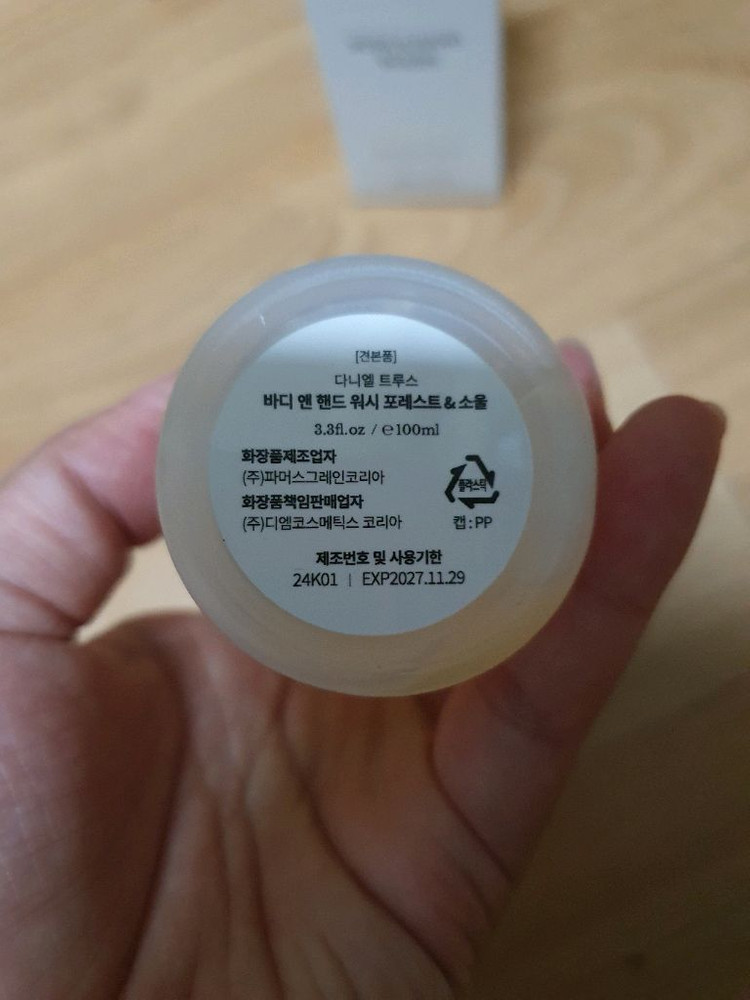 [견본품]
다니엘 트루스
바디 앤 핸드 워시 포레스트 & 소울
3.3fl.oz / ℮100ml
화장품제조업자
(주)파머스그레인코리아
화장품책임판매업자
(주)디엠코스메틱스 코리아
플라스틱
캡 : PP
제조번호 및 사용기한
24K01 | EXP2027.11.29